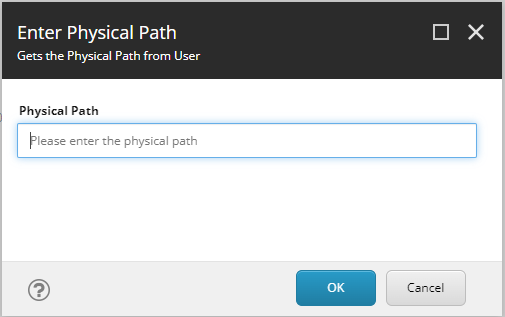 Enter Physical Path
Gets the Physical Path from User
Physical Path
Please enter the physical path
?
OK
Cancel